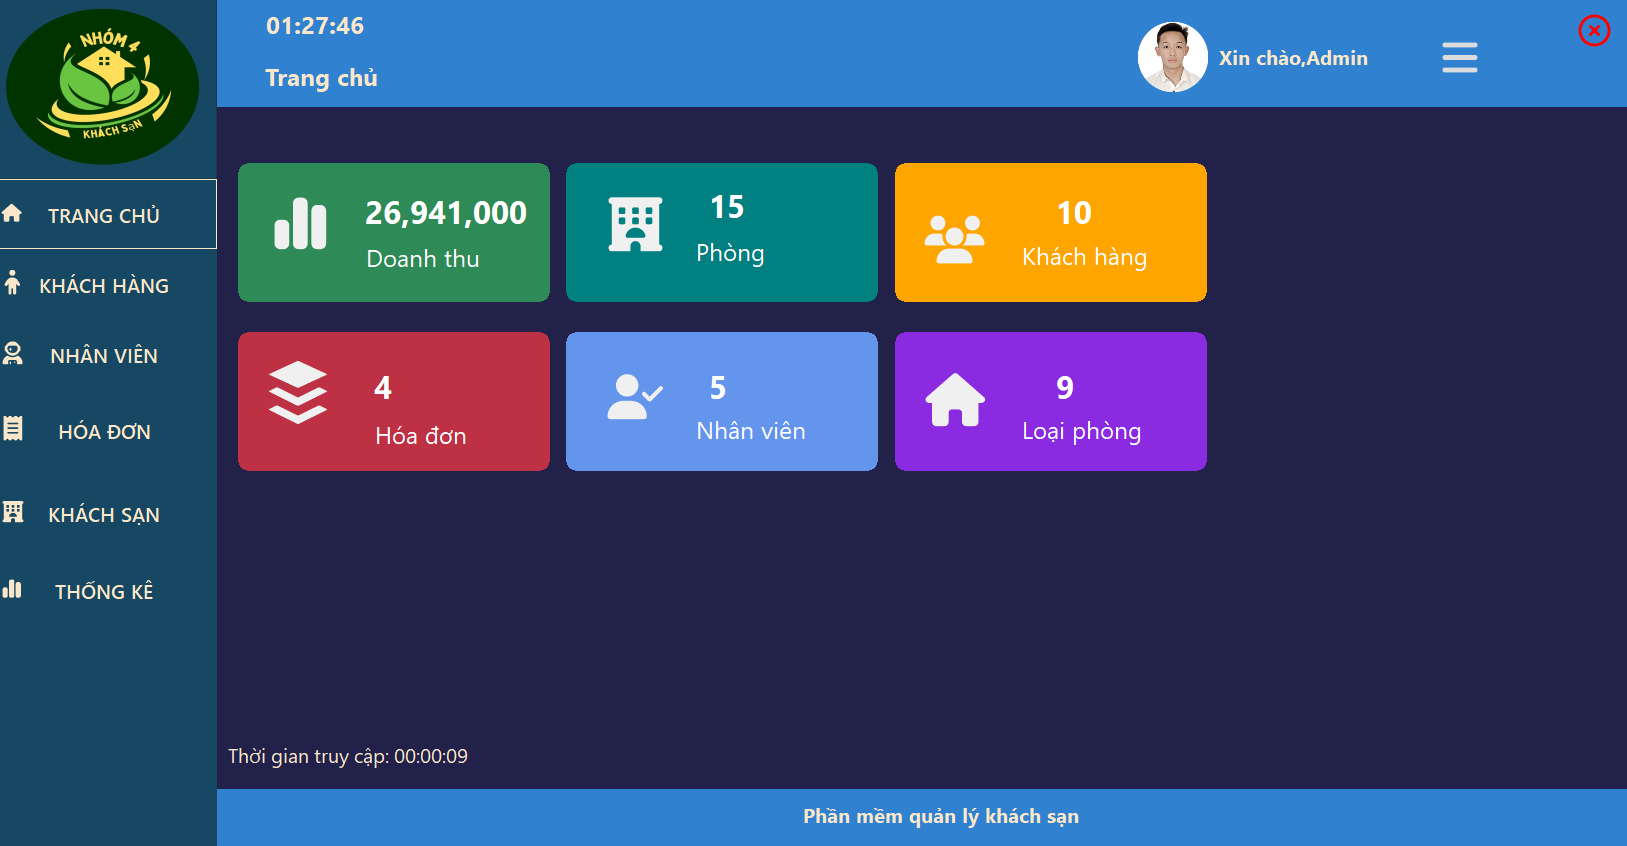 NHÓM 4
KHÁCH SẠN
TRANG CHỦ
KHÁCH HÀNG
NHÂN VIÊN
HÓA ĐƠN
KHÁCH SẠN
THỐNG KÊ
01:27:46
Trang chủ
Xin chào,Admin
26,941,000
Doanh thu
15
Phòng
10
Khách hàng
4
Hóa đơn
5
Nhân viên
9
Loại phòng
Thời gian truy cập: 00:00:09
Phần mềm quản lý khách sạn